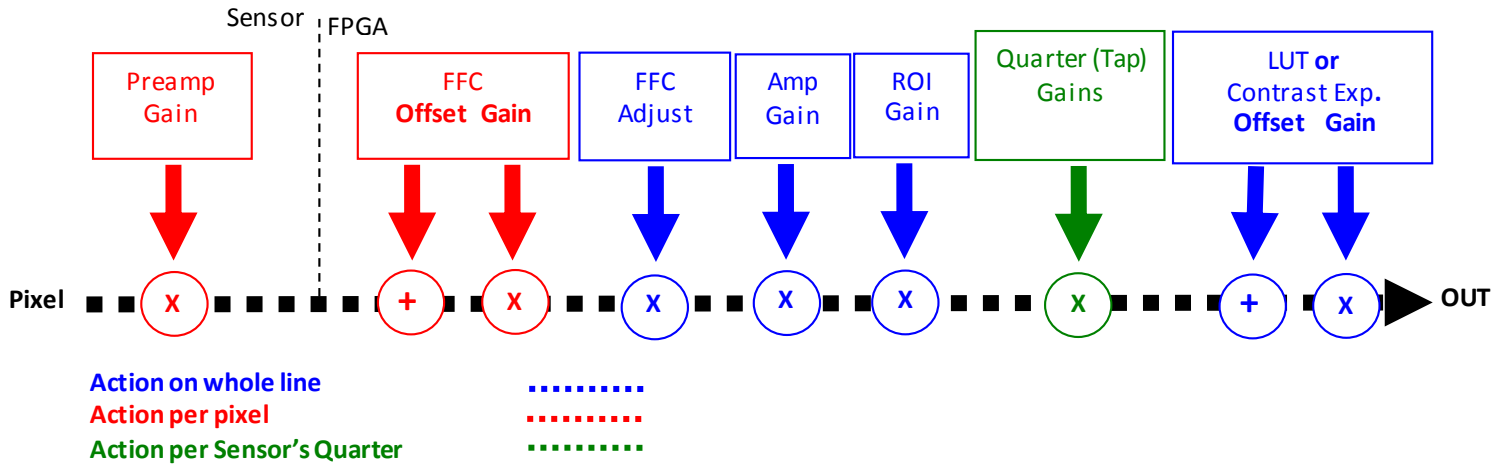 Sensor
FPGA
Preamp
Gain
FFC
Offset Gain
FFC
Adjust
Amp
Gain
ROI
Gain
Quarter (Tap)
Gains
LUT or
Contrast Exp.
Offset Gain
Pixel
X
+
X
X
X
X
X
+
X
OUT
Action on whole line
Action per pixel
Action per Sensor's Quarter